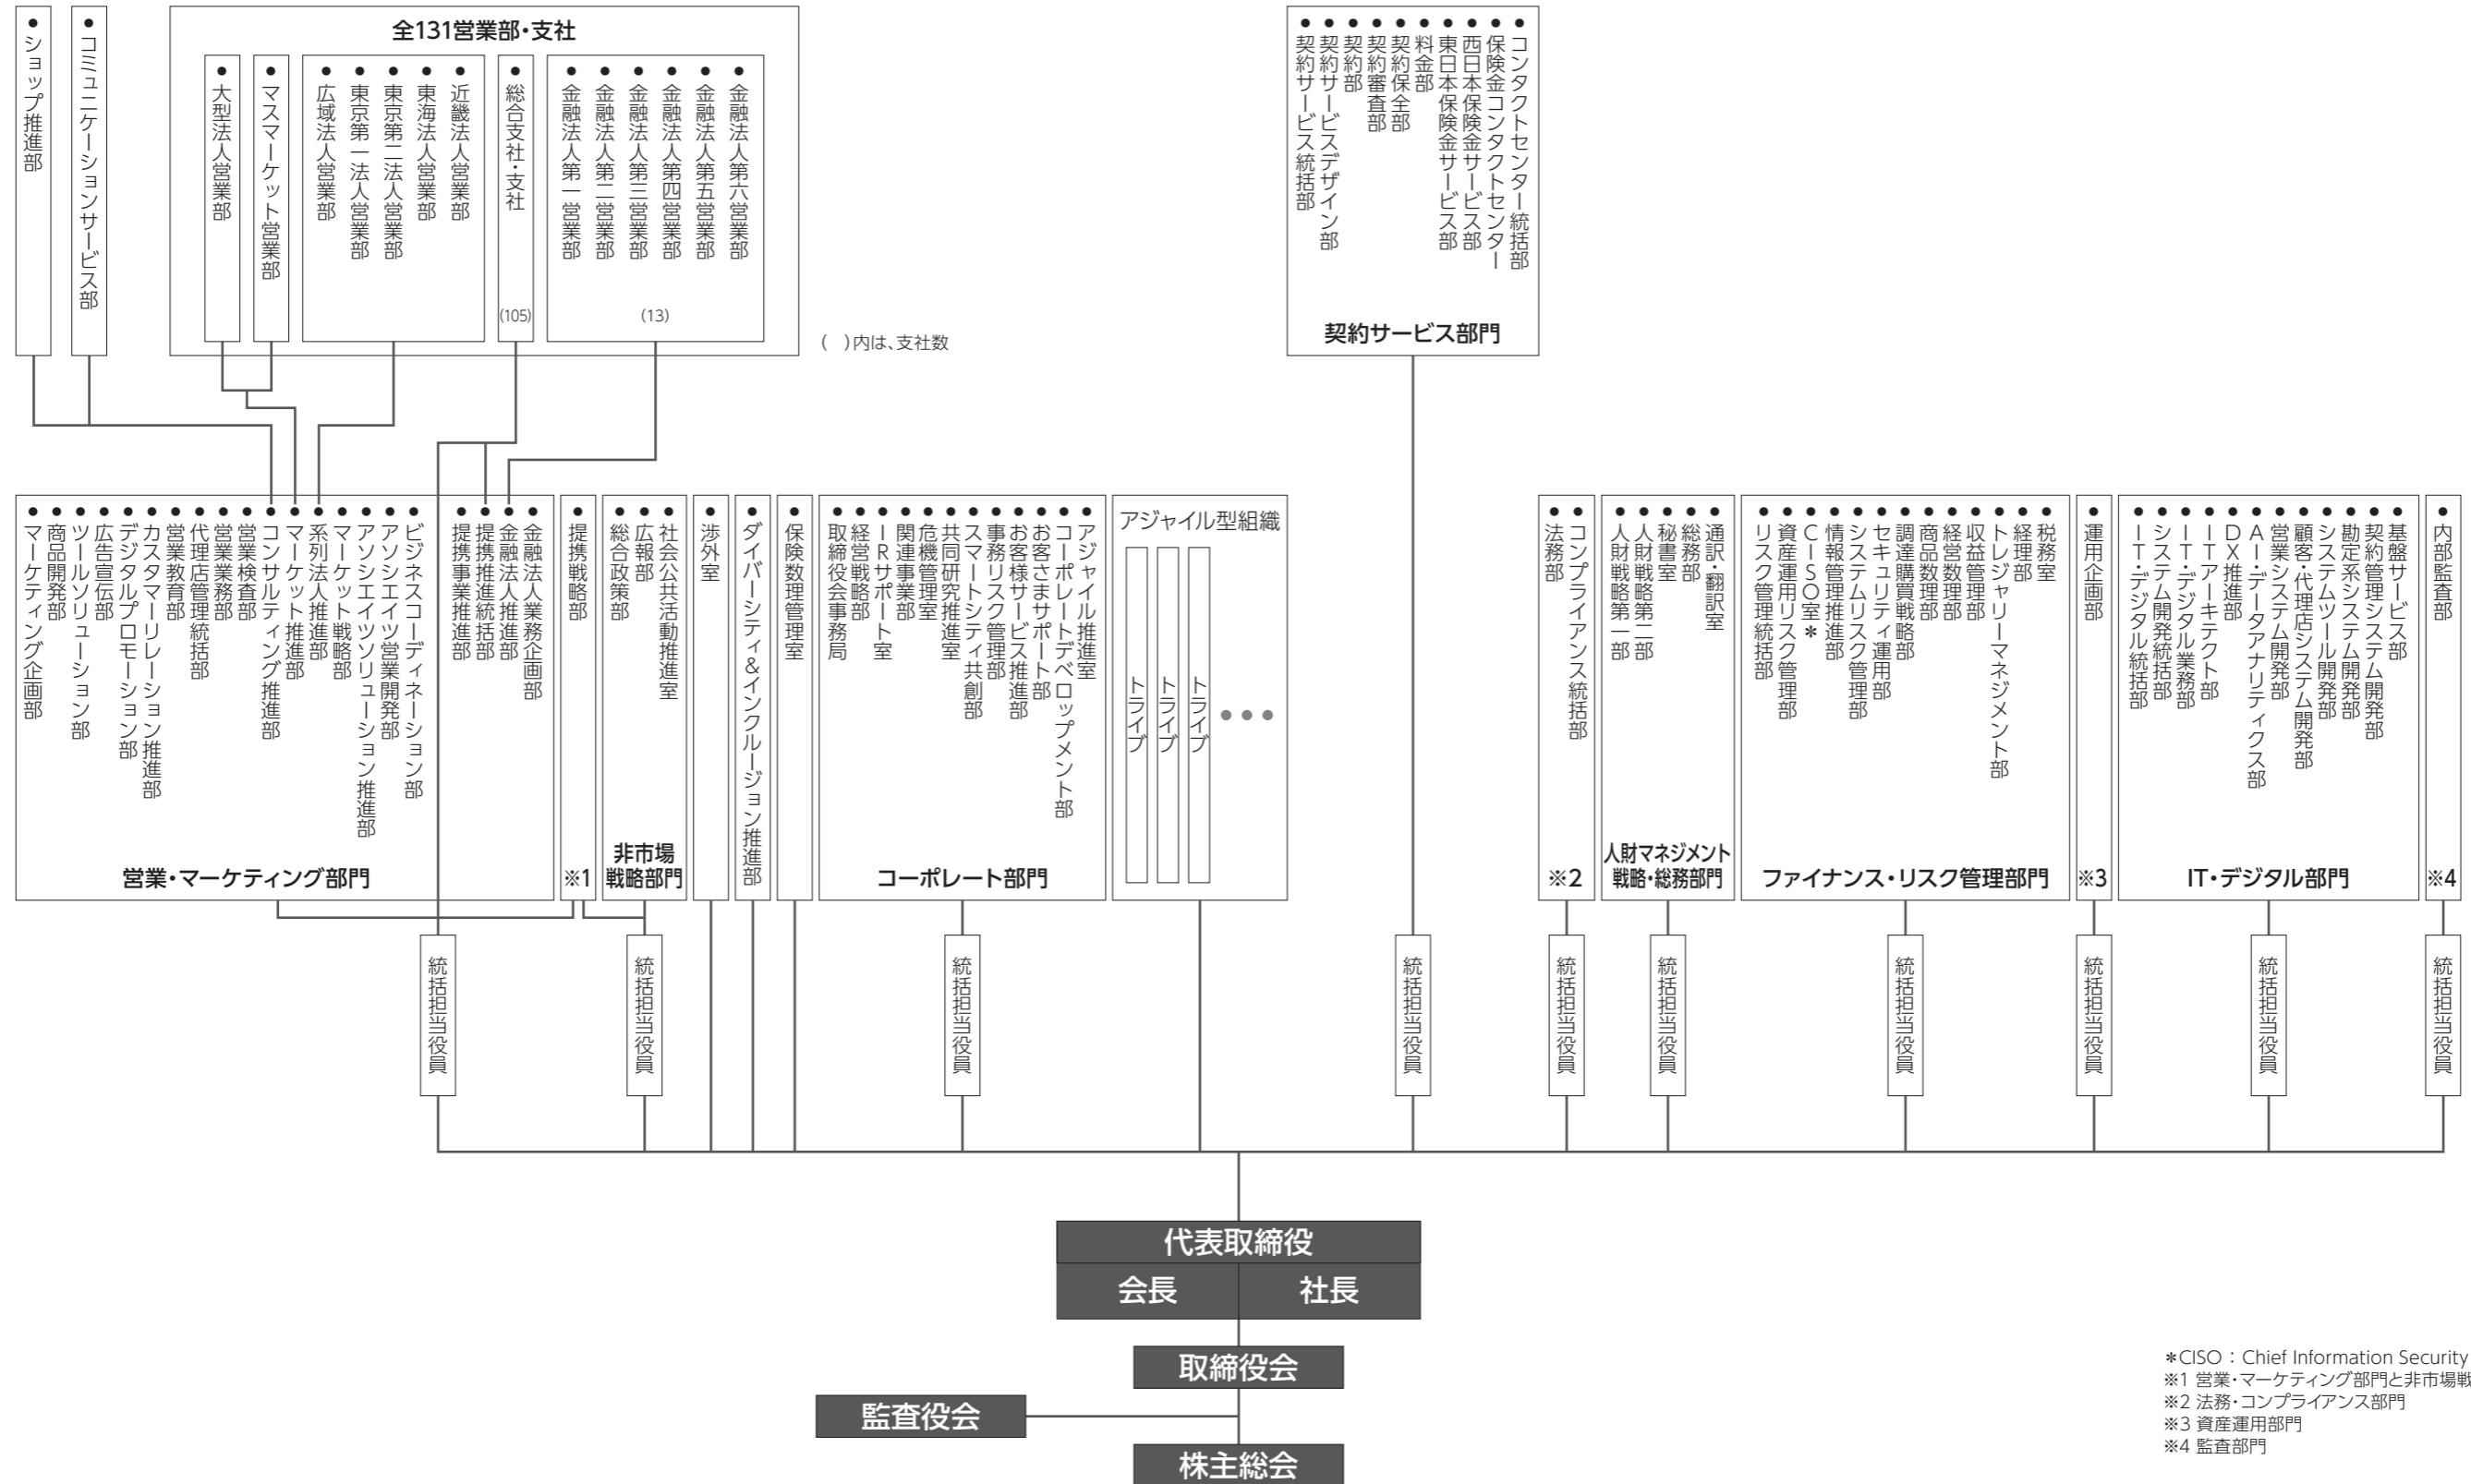 ショップ推進部
コミュニケーションサービス部
全131営業部・支社
大型法人営業部
マスマーケット営業部
広域法人営業部
東京第一法人営業部
東京第二法人営業部
東海法人営業部
近畿法人営業部
総合支社・支社
(105)
金融法人第一営業部
金融法人第二営業部
金融法人第三営業部
金融法人第四営業部
金融法人第五営業部
金融法人第六営業部
(13)
( )内は、支社数
契約サービス統括部
契約サービスデザイン部
契約部
契約審査部
契約保全部
料金部
東日本保険金サービス部
西日本保険金サービス部
保険金コンタクトセンター
コンタクトセンター統括部
契約サービス部門
マーケティング企画部
商品開発部
ツールソリューション部
広告宣伝部
デジタルプロモーション部
カスタマーリレーション推進部
営業教育部
代理店管理統括部
営業業務部
営業検査部
コンサルティング推進部
マーケット推進部
系列法人推進部
マーケット戦略部
アソシエイツソリューション推進部
アソシエイツ営業開発部
ビジネスコーディネーション部
提携事業推進部
提携推進統括部
金融法人推進部
金融法人業務企画部
営業・マーケティング部門
提携戦略部
※1
総合政策部
広報部
社会公共活動推進室
非市場
戦略部門
渉外室
ダイバーシティ&インクルージョン推進部
保険数理管理室
取締役会事務局
経営戦略部
IRサポート室
関連事業部
危機管理室
共同研究推進室
スマートシティ共創部
事務リスク管理部
お客様サービス推進部
お客さまサポート部
コーポレートデベロップメント部
アジャイル推進室
コーポレート部門
アジャイル型組織
トライブ
トライブ
トライブ
●●●
法務部
コンプライアンス統括部
※2
人財戦略第一部
人財戦略第二部
秘書室
総務部
通訳・翻訳室
人財マネジメント
戦略・総務部門
リスク管理統括部
資産運用リスク管理部
CISO室*
情報管理推進部
システムリスク管理部
セキュリティ運用部
調達購買戦略部
商品数理部
経営数理部
収益管理部
トレジャリーマネジメント部
経理部
税務室
ファイナンス・リスク管理部門
運用企画部
※3
IT・デジタル統括部
システム開発統括部
IT・デジタル業務部
ITアーキテクト部
DX推進部
AI・データアナリティクス部
営業システム開発部
顧客・代理店システム開発部
システムツール開発部
勘定系システム開発部
契約管理システム開発部
基盤サービス部
IT・デジタル部門
内部監査部
※4
統括担当役員
統括担当役員
統括担当役員
統括担当役員
統括担当役員
統括担当役員
統括担当役員
統括担当役員
統括担当役員
統括担当役員
代表取締役
会長
社長
取締役会
監査役会
株主総会
*CISO：Chief Information Security
※1 営業・マーケティング部門と非市場戦
※2 法務・コンプライアンス部門
※3 資産運用部門
※4 監査部門